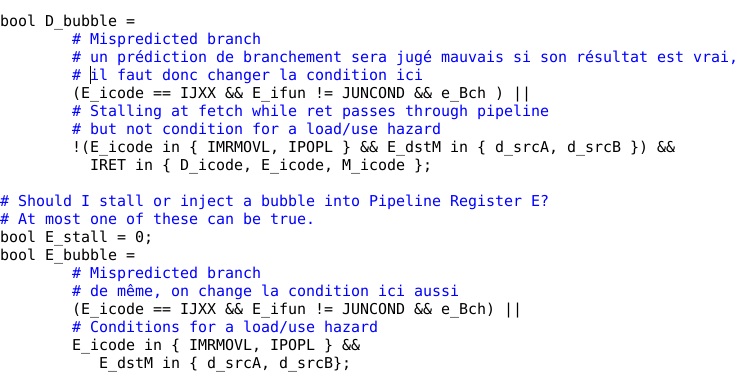 bool D_bubble =
# Mispredicted branch
# un prédiction de branchement sera jugé mauvais si son résultat est vrai,
# il faut donc changer la condition ici
(E_icode == IJXX && E_ifun != JUNCOND && e_Bch ) ||
# Stalling at fetch while ret passes through pipeline
# but not condition for a load/use hazard
!(E_icode in { IMRMOVL, IPOPL } && E_dstM in { d_srcA, d_srcB }) &&
IRET in { D_icode, E_icode, M_icode };
# Should I stall or inject a bubble into Pipeline Register E?
# At most one of these can be true.
bool E_stall = 0;
bool E_bubble =
# Mispredicted branch
# de même, on change la condition ici aussi
(E_icode == IJXX && E_ifun != JUNCOND && e_Bch) ||
# Conditions for a load/use hazard
E_icode in { IMRMOVL, IPOPL } &&
E_dstM in { d_srcA, d_srcB};